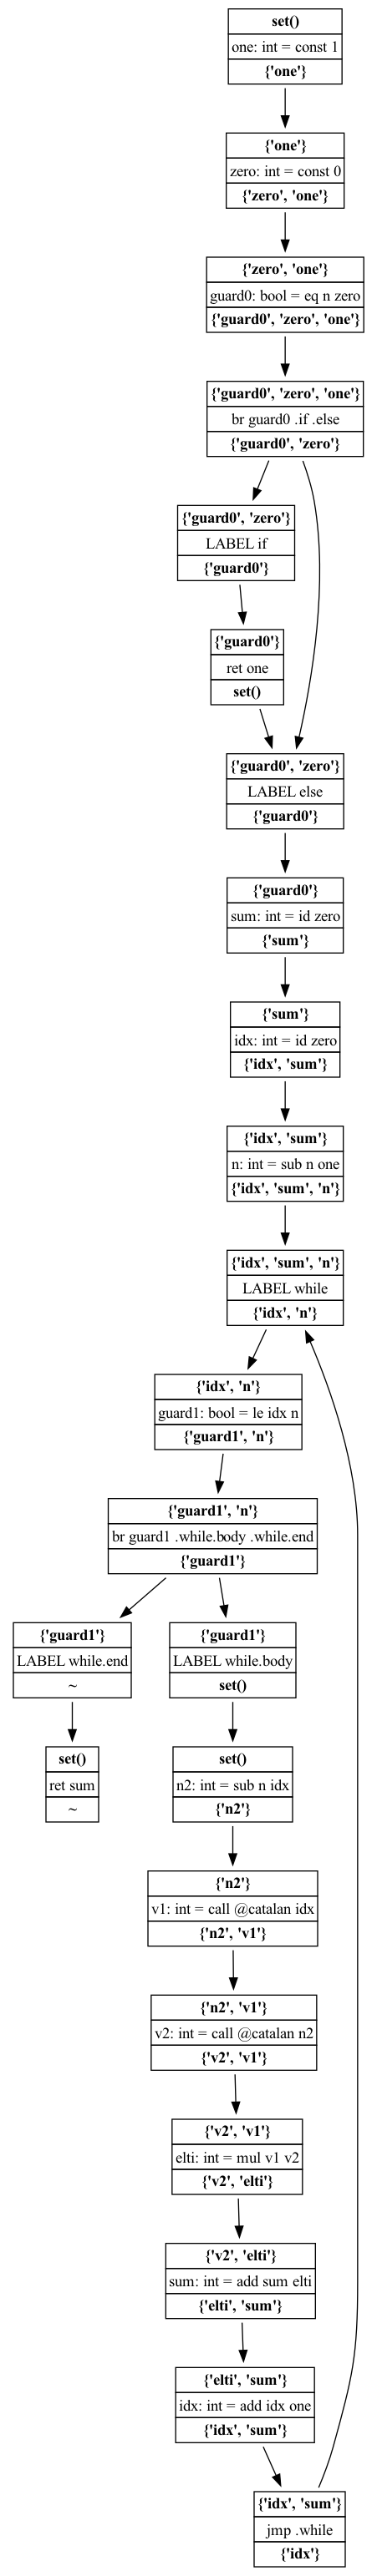 set()
one: int = const 1
{'one'}
{'one'}
zero: int = const 0
{'zero', 'one'}
{'zero', 'one'}
guard0: bool = eq n zero
{'guard0', 'zero', 'one'}
{'guard0', 'zero', 'one'}
br guard0 .if .else
{'guard0', 'zero'}
{'guard0', 'zero'}
LABEL if
{'guard0'}
{'guard0'}
ret one
set()
{'guard0', 'zero'}
LABEL else
{'guard0'}
{'guard0'}
sum: int = id zero
{'sum'}
{'sum'}
idx: int = id zero
{'idx', 'sum'}
{'idx', 'sum'}
n: int = sub n one
{'idx', 'sum', 'n'}
{'idx', 'sum', 'n'}
LABEL while
{'idx', 'n'}
{'idx', 'n'}
guard1: bool = le idx n
{'guard1', 'n'}
{'guard1', 'n'}
br guard1 .while.body .while.end
{'guard1'}
{'guard1'}
LABEL while.end
~
{'guard1'}
LABEL while.body
set()
set()
ret sum
~
set()
n2: int = sub n idx
{'n2'}
{'n2'}
v1: int = call @catalan idx
{'n2', 'v1'}
{'n2', 'v1'}
v2: int = call @catalan n2
{'v2', 'v1'}
{'v2', 'v1'}
elti: int = mul v1 v2
{'v2', 'elti'}
{'v2', 'elti'}
sum: int = add sum elti
{'elti', 'sum'}
{'elti', 'sum'}
idx: int = add idx one
{'idx', 'sum'}
{'idx', 'sum'}
jmp .while
{'idx'}